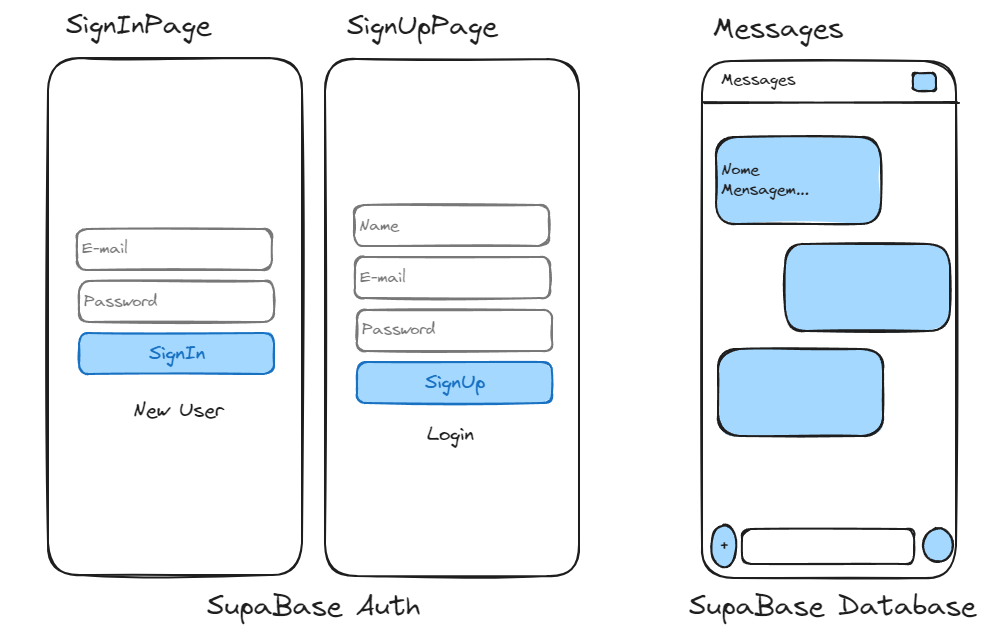 SignInPage
E-mail
Password
SignIn
New User
SignUpPage
Name
E-mail
Password
SignUp
Login
SupaBase Auth
Messages
Messages
Nome
Mensagem...
+
SupaBase Database